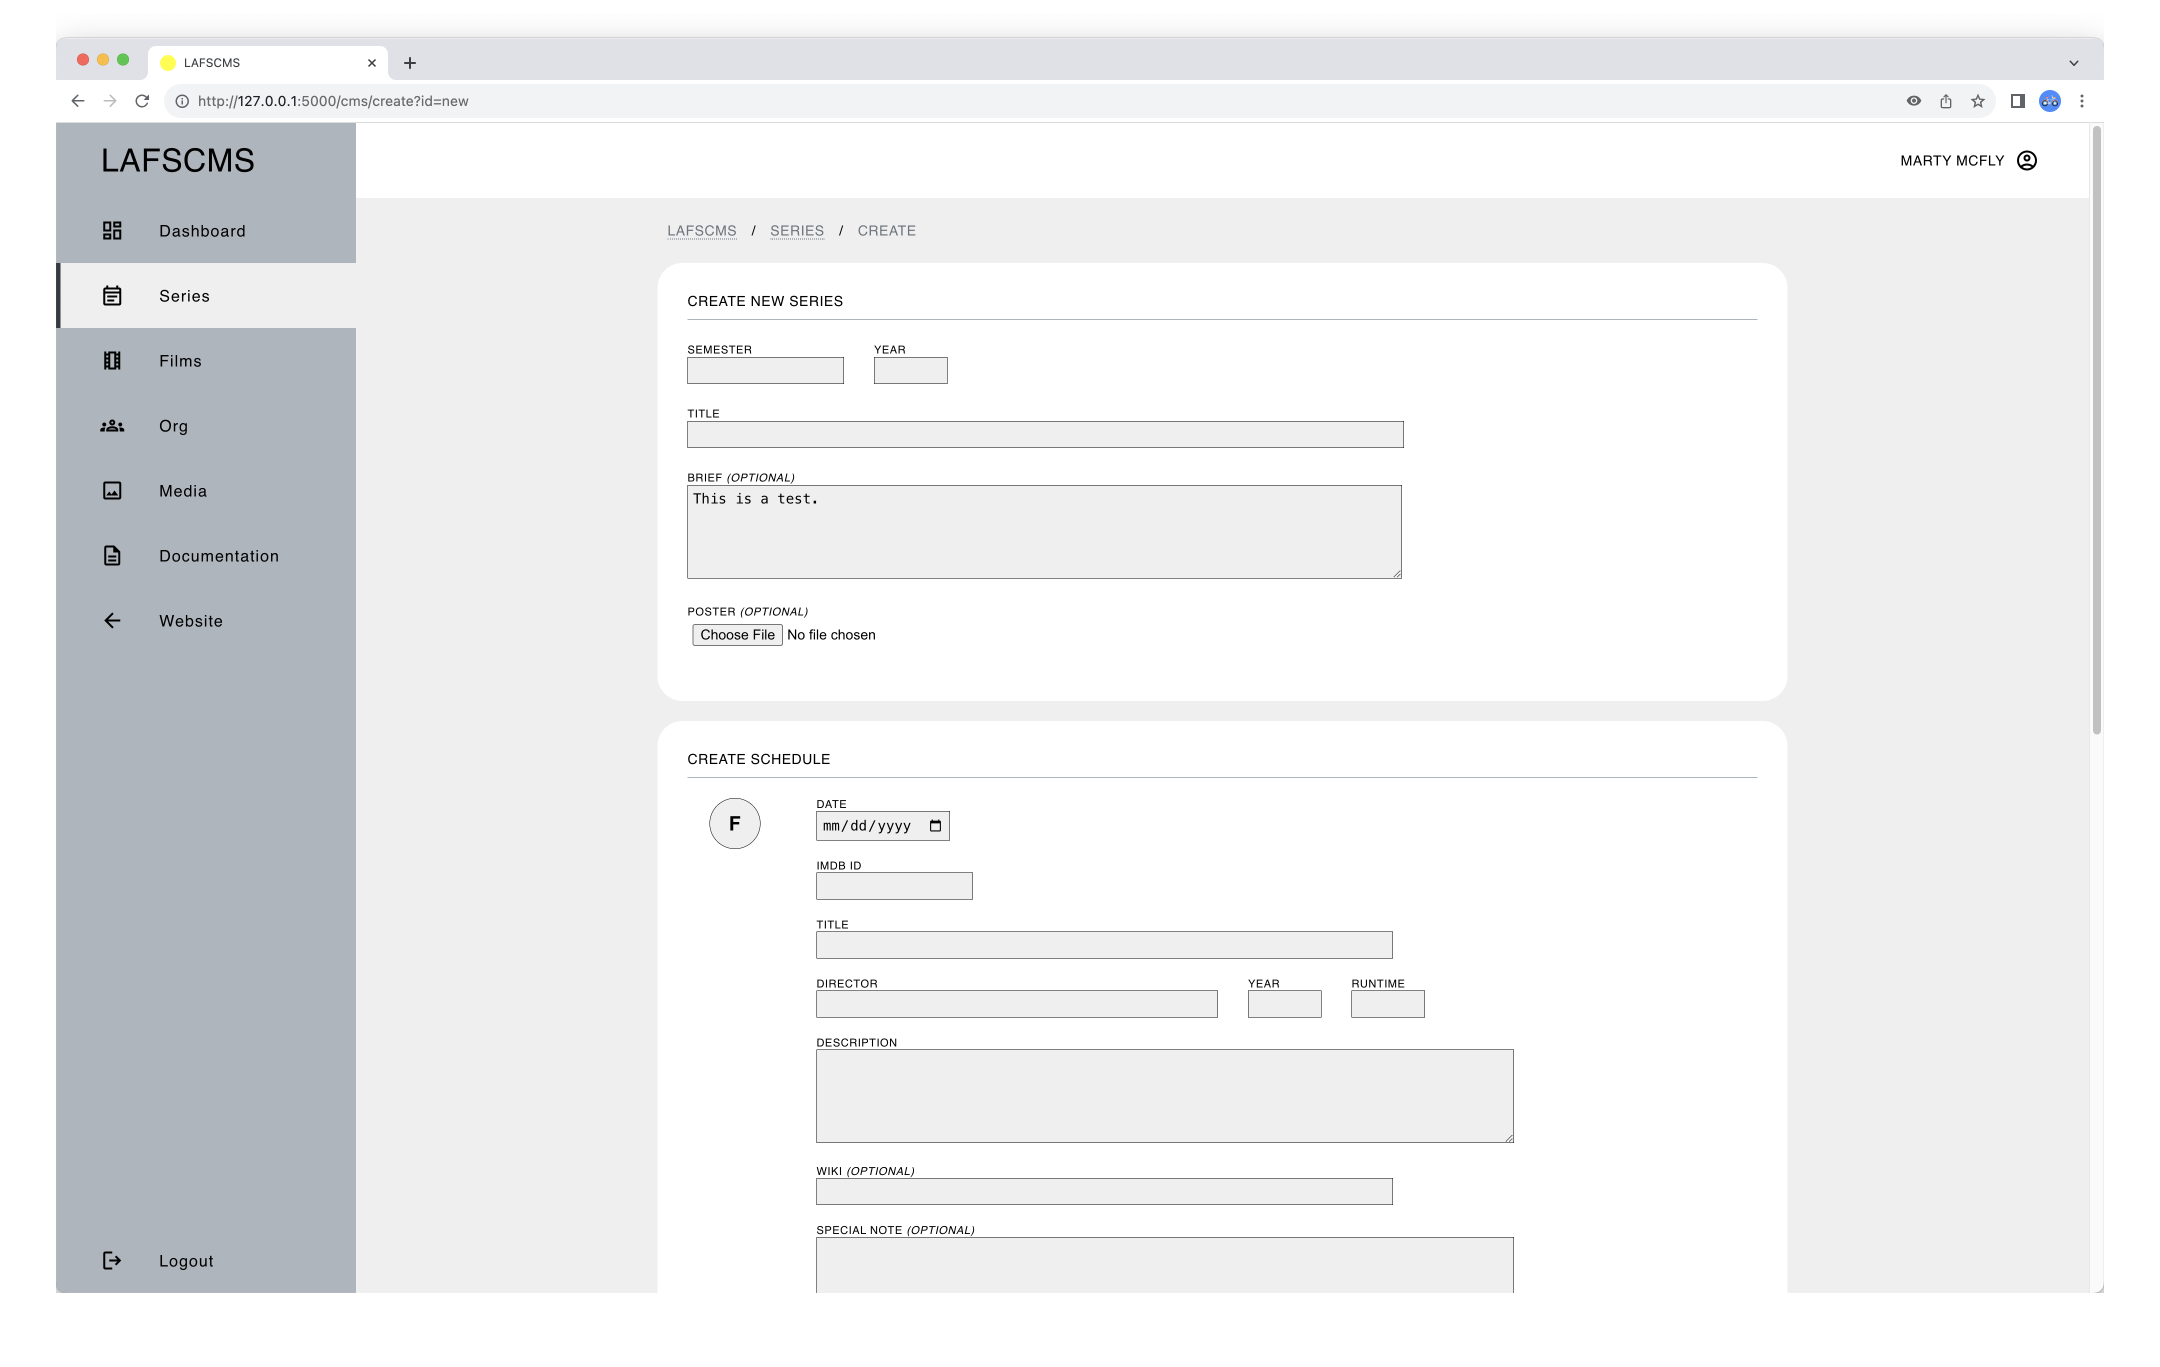 LAFSCMS
http://127.0.0.1:5000/cms/create?id=new
LAFSCMS
MARTY MCFLY
Dashboard
Series
Films
Org
Media
Documentation
Website
Logout
LAFSCMS / SERIES / CREATE
CREATE NEW SERIES
SEMESTER YEAR
TITLE
BRIEF (OPTIONAL)
This is a test.
POSTER (OPTIONAL)
Choose File No file chosen
CREATE SCHEDULE
F
DATE
mm/dd/yyyy
IMDB ID
TITLE
DIRECTOR YEAR RUNTIME
DESCRIPTION
WIKI (OPTIONAL)
SPECIAL NOTE (OPTIONAL)